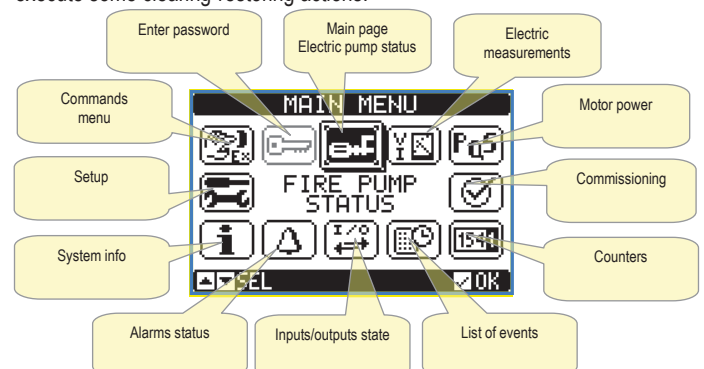 execute some clearing-restoring actions.
Enter password
Main page
Electric pump status
Electric
measurements
Commands
menu
MAIN MENU
Motor power
Ex
V
I
PQS
Setup
FIRE PUMP
STATUS
Commissioning
System info
i
I/O
Counters
SEL
OK
Alarms status
Inputs/outputs state
List of events